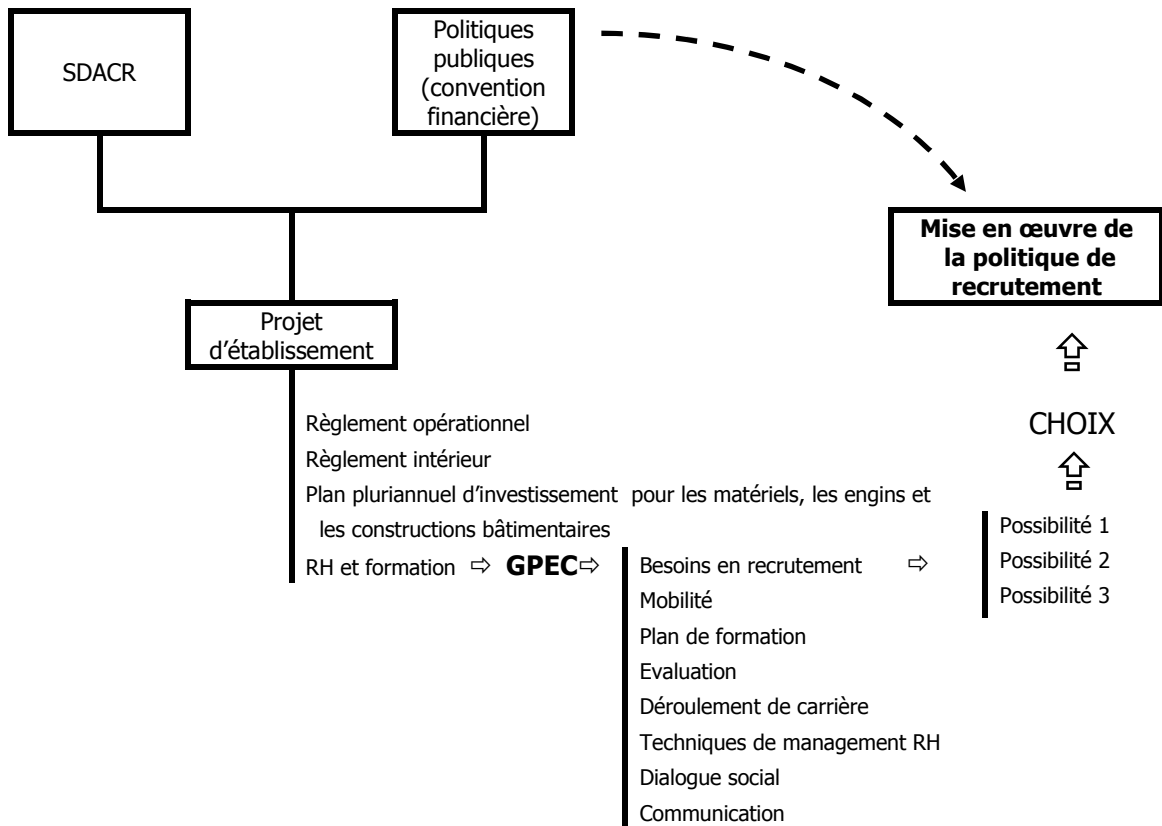 SDACR
Politiques
publiques
(convention
financière)
Mise en œuvre de
la politique de
recrutement
Projet
d’établissement
Règlement opérationnel
Règlement intérieur
Plan pluriannuel d’investissement pour les matériels, les engins et
les constructions bâtimentaires
RH et formation ⇨ GPEC⇨
Besoins en recrutement ⇨
Mobilité
Plan de formation
Evaluation
Déroulement de carrière
Techniques de management RH
Dialogue social
Communication
CHOIX
Possibilité 1
Possibilité 2
Possibilité 3